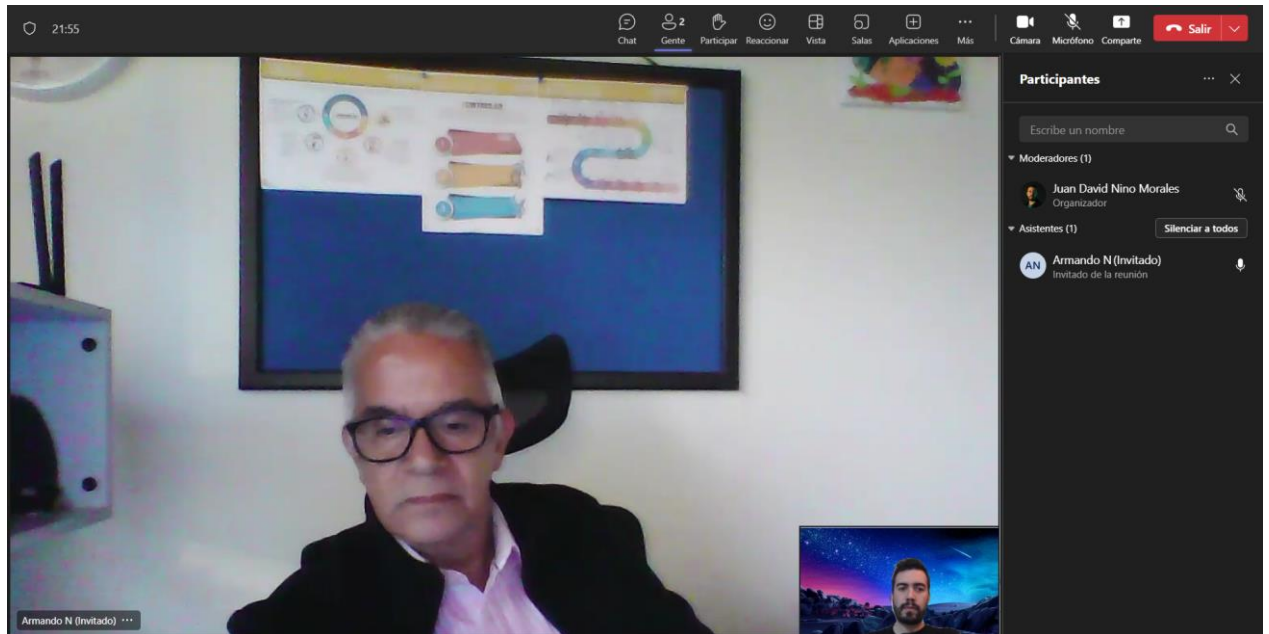 21:55
2
Chat
Gente
Participar
Reaccionar
Vista
Salas
Aplicaciones
Más
Cámara
Micrófono
Comparte
Salir
Participantes
Escribe un nombre
Moderadores (1)
Juan David Nino Morales
Organizador
Asistentes (1)
Silenciar a todos
AN
Armando N (Invitado)
Invitado de la reunión
CONTROLAR
Armando N (Invitado)